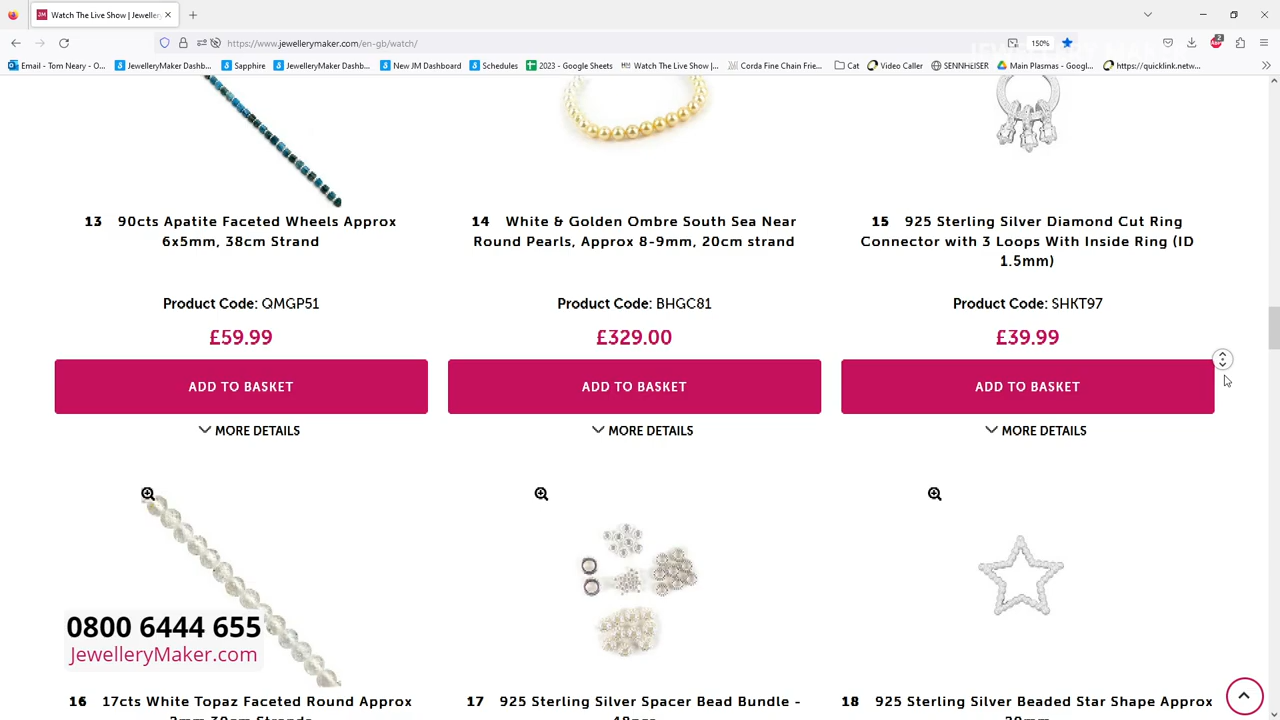 Watch The Live Show | Jeweller
https://www.jewellerymaker.com/en-gb/watch/
150%
2
Email - Tom Neary - O...
JewelleryMaker Dashb...
Sapphire
JewelleryMaker Dashb...
New JM Dashboard
Schedules
2023 - Google Sheets
Watch The Live Show |...
Corda Fine Chain Frie...
Cat
Video Caller
SENNHEISER
Main Plasmas - Googl...
https://quicklink.netw...
13 90cts Apatite Faceted Wheels Approx
6x5mm, 38cm Strand
Product Code: QMGP51
£59.99
ADD TO BASKET
MORE DETAILS
14 White & Golden Ombre South Sea Near
Round Pearls, Approx 8-9mm, 20cm strand
Product Code: BHGC81
£329.00
ADD TO BASKET
MORE DETAILS
15 925 Sterling Silver Diamond Cut Ring
Connector with 3 Loops With Inside Ring (ID
1.5mm)
Product Code: SHKT97
£39.99
ADD TO BASKET
MORE DETAILS
0800 6444 655
JewelleryMaker.com
16 17cts White Topaz Faceted Round Approx
17 925 Sterling Silver Spacer Bead Bundle -
18 925 Sterling Silver Beaded Star Shape Approx